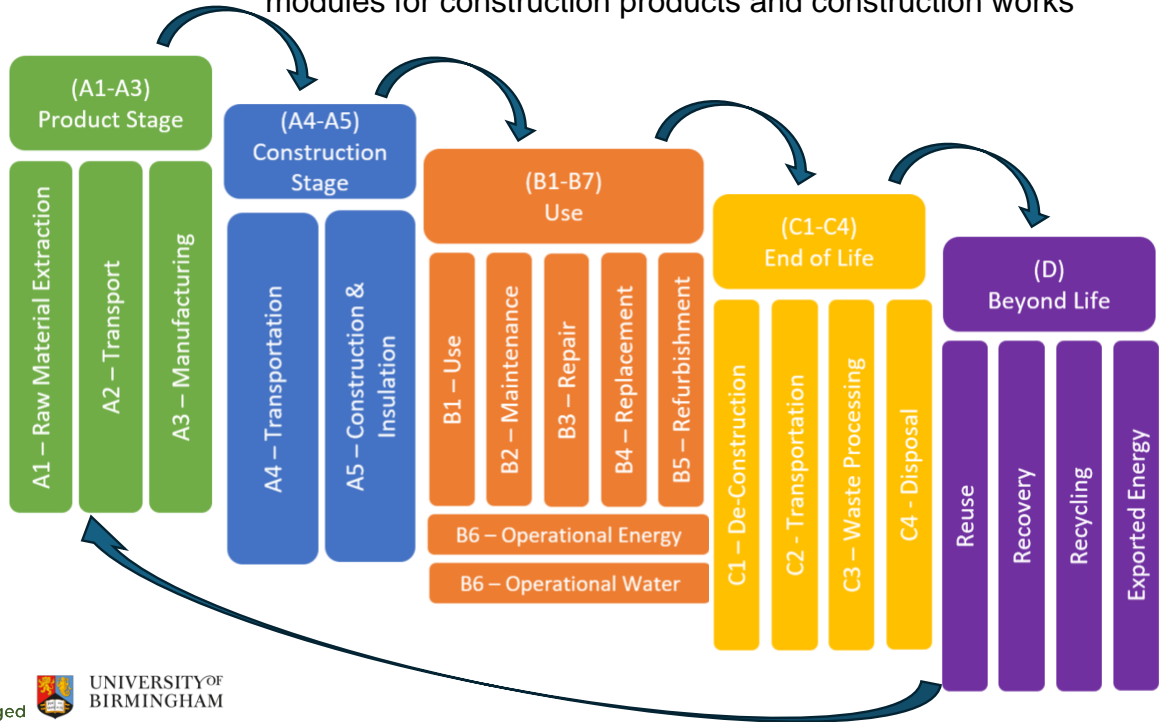 modules for construction products and construction works
(A1-A3)
Product Stage
A1 – Raw Material Extraction
A2 – Transport
A3 – Manufacturing
(A4-A5)
Construction
Stage
A4 – Transportation
A5 – Construction &
Insulation
(B1-B7)
Use
B1 – Use
B2 – Maintenance
B3 – Repair
B4 – Replacement
B5 – Refurbishment
B6 – Operational Energy
B6 – Operational Water
(C1-C4)
End of Life
C1 – De-Construction
C2 - Transportation
C3 – Waste Processing
C4 - Disposal
(D)
Beyond Life
Reuse
Recovery
Recycling
Exported Energy
UNIVERSITY OF
BIRMINGHAM